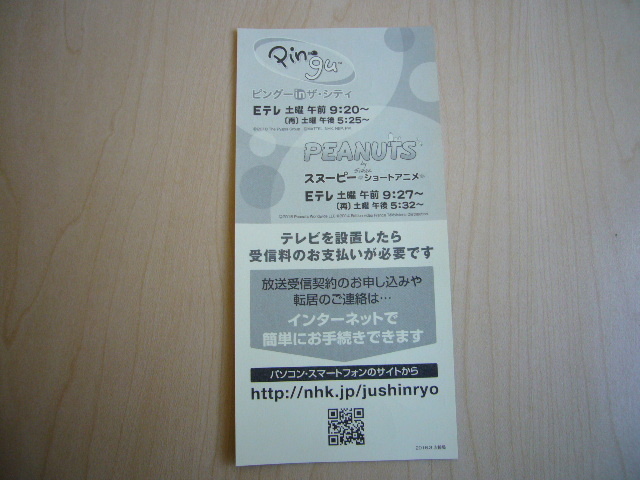 Pingu
ピングー in ザ・シティ
Eテレ 土曜 午前 9:20～
(再) 土曜 午後 5:25～
PEANUTS
by Schulz
スヌーピー ショートアニメ
Eテレ 土曜 午前 9:27～
(再) 土曜 午後 5:32～
テレビを設置したら
受信料のお支払いが必要です
放送受信契約のお申し込みや
転居のご連絡は…
インターネットで
簡単にお手続きできます
パソコン・スマートフォンのサイトから
http://nhk.jp/jushinryo